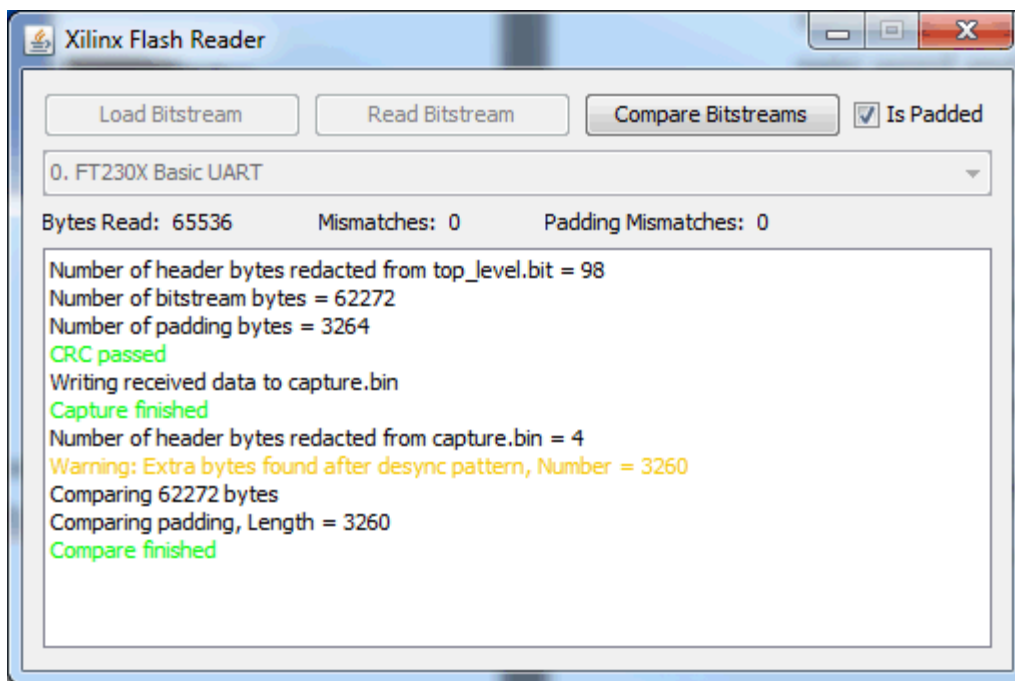 Xilinx Flash Reader
Load Bitstream Read Bitstream Compare Bitstreams Is Padded
0. FT230X Basic UART
Bytes Read: 65536 Mismatches: 0 Padding Mismatches: 0
Number of header bytes redacted from top_level.bit = 98
Number of bitstream bytes = 62272
Number of padding bytes = 3264
CRC passed
Writing received data to capture.bin
Capture finished
Number of header bytes redacted from capture.bin = 4
Warning: Extra bytes found after desync pattern, Number = 3260
Comparing 62272 bytes
Comparing padding, Length = 3260
Compare finished